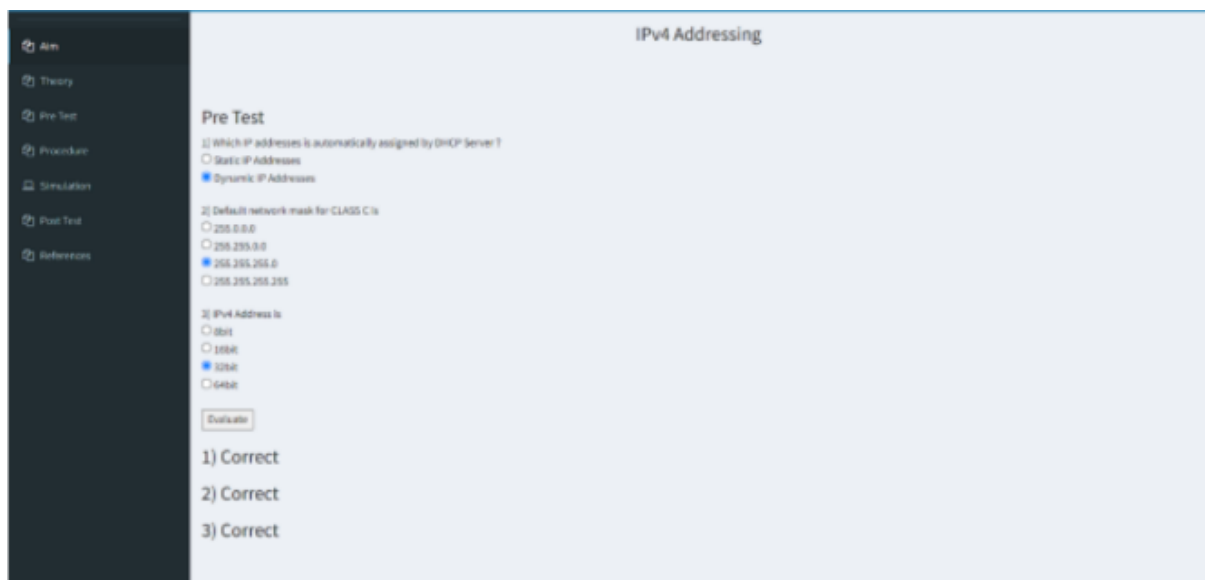 IPv4 Addressing
Aim
Theory
Pre Test
Procedure
Simulation
Post Test
References
Pre Test
1) Which IP addresses is automatically assigned by DHCP Server ?
Static IP Addresses
Dynamic IP Addresses
2) Default network mask for CLASS C is
255.0.0.0
255.255.0.0
255.255.255.0
255.255.255.255
3) IPv4 Address is
8bit
16bit
32bit
64bit
Evaluate
1) Correct
2) Correct
3) Correct